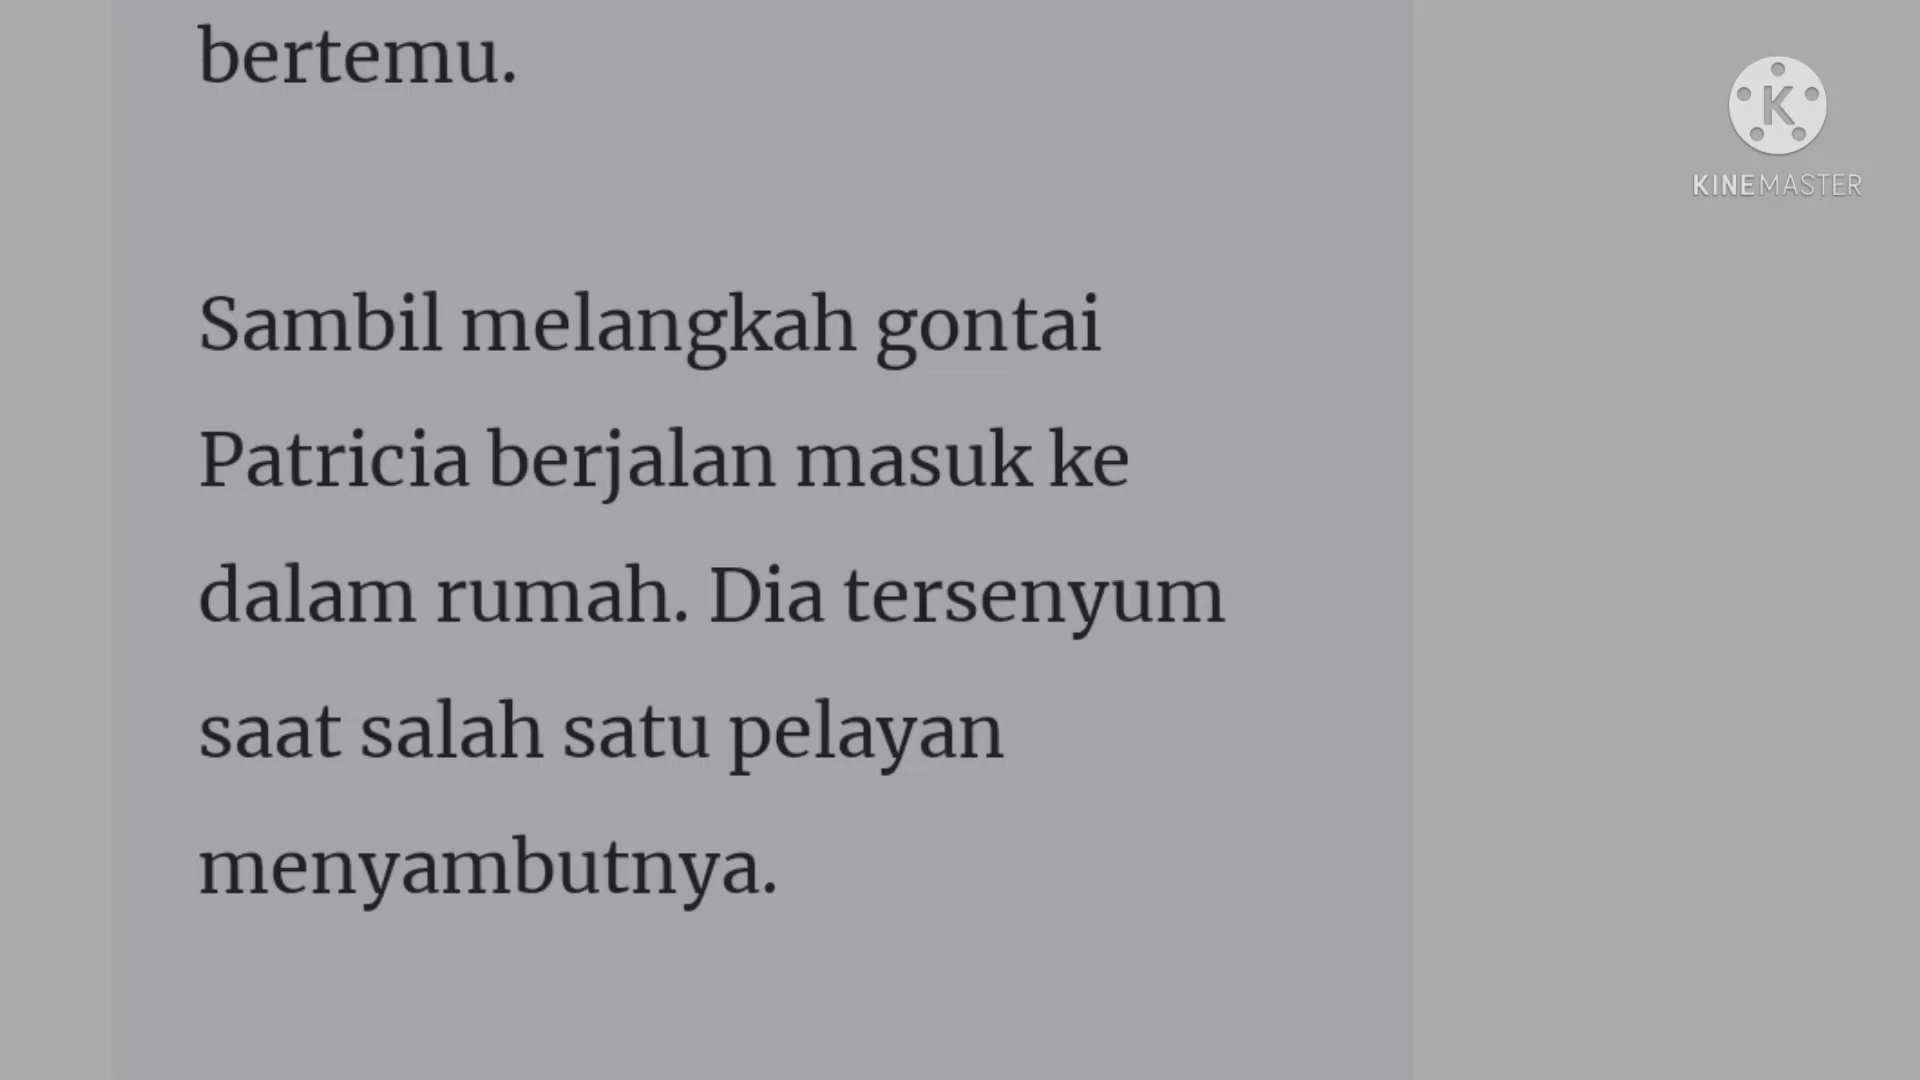 bertemu.
Sambil melangkah gontai
Patricia berjalan masuk ke
dalam rumah. Dia tersenyum
saat salah satu pelayan
menyambutnya.
K
KINEMASTER